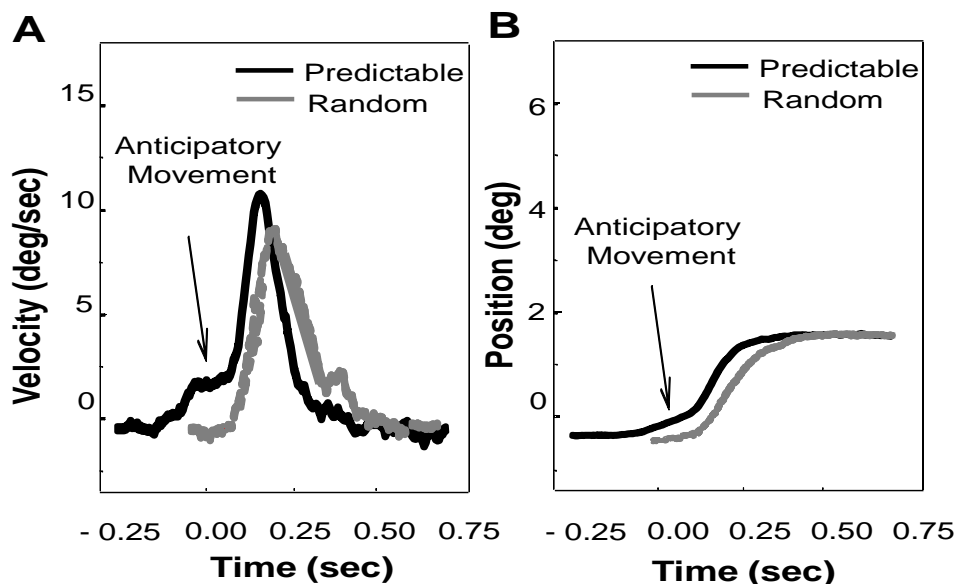 A
Predictable
Random
Anticipatory
Movement
Velocity (deg/sec)
15
10
5
0
- 0.25 0.00 0.25 0.50 0.75
Time (sec)
B
Predictable
Random
Anticipatory
Movement
Position (deg)
6
4
2
0
- 0.25 0.00 0.25 0.50 0.75
Time (sec)